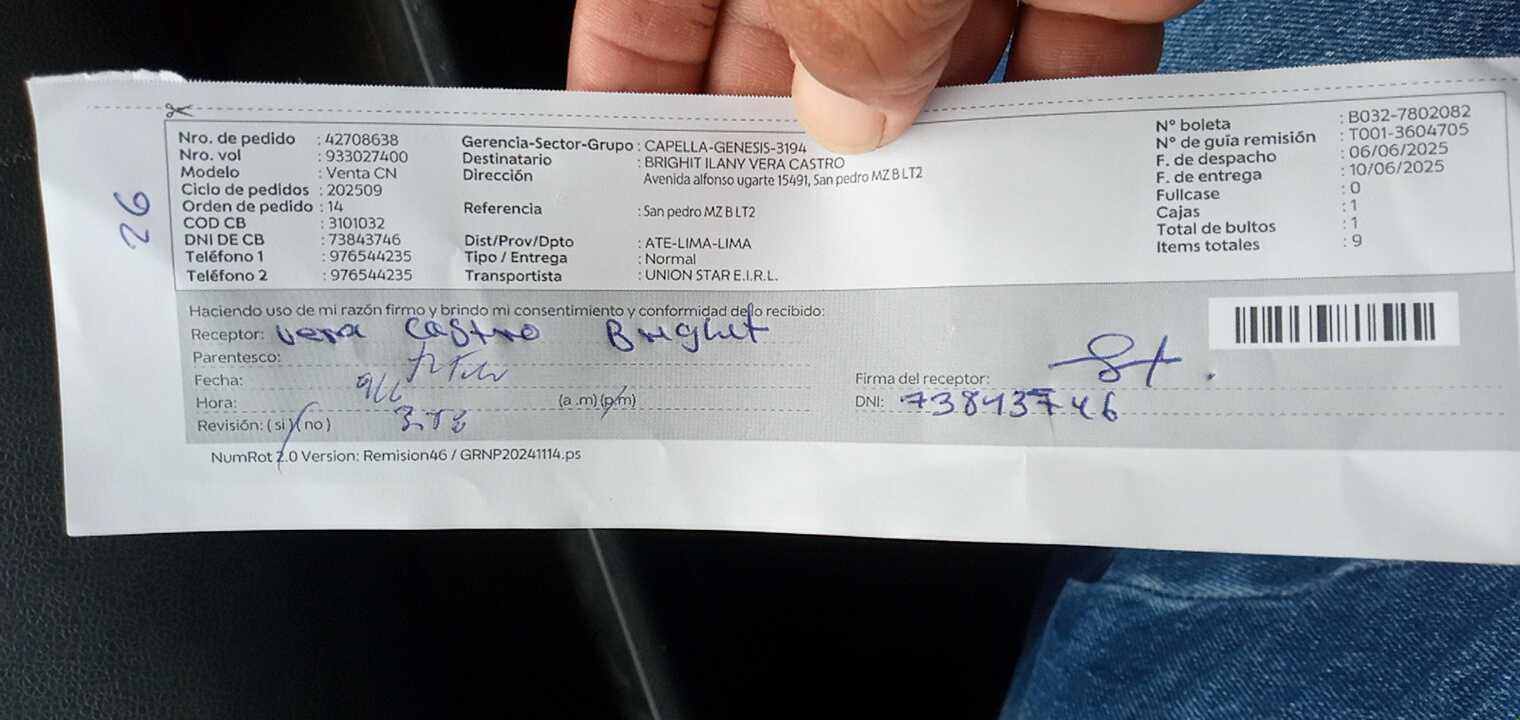 26
Nro. de pedido : 42708638
Nro. vol : 933027400
Modelo : Venta CN
Ciclo de pedidos : 202509
Orden de pedido : 14
COD CB : 3101032
DNI DE CB : 73843746
Teléfono 1 : 976544235
Teléfono 2 : 976544235
Gerencia-Sector-Grupo : CAPELLA-GENESIS-3194
Destinatario : BRIGHIT ILANY VERA CASTRO
Dirección Avenida alfonso ugarte 15491, San pedro MZ B LT2
Referencia : San pedro MZ B LT2
Dist/Prov/Dpto : ATE-LIMA-LIMA
Tipo / Entrega : Normal
Transportista : UNION STAR E.I.R.L.
N° boleta : B032-7802082
N° de guía remisión : T001-3604705
F. de despacho : 06/06/2025
F. de entrega : 10/06/2025
Fullcase : 0
Cajas : 1
Total de bultos : 1
Items totales : 9
Haciendo uso de mi razón firmo y brindo mi consentimiento y conformidad de lo recibido:
Receptor: Vera Castro Brighit
Parentesco:
Fecha: 9/6
Hora: (a .m) (p/m)
Revisión: ( si ) ( no )
Firma del receptor:
DNI: 73843746
NumRot 2.0 Version: Remision46 / GRNP20241114.ps